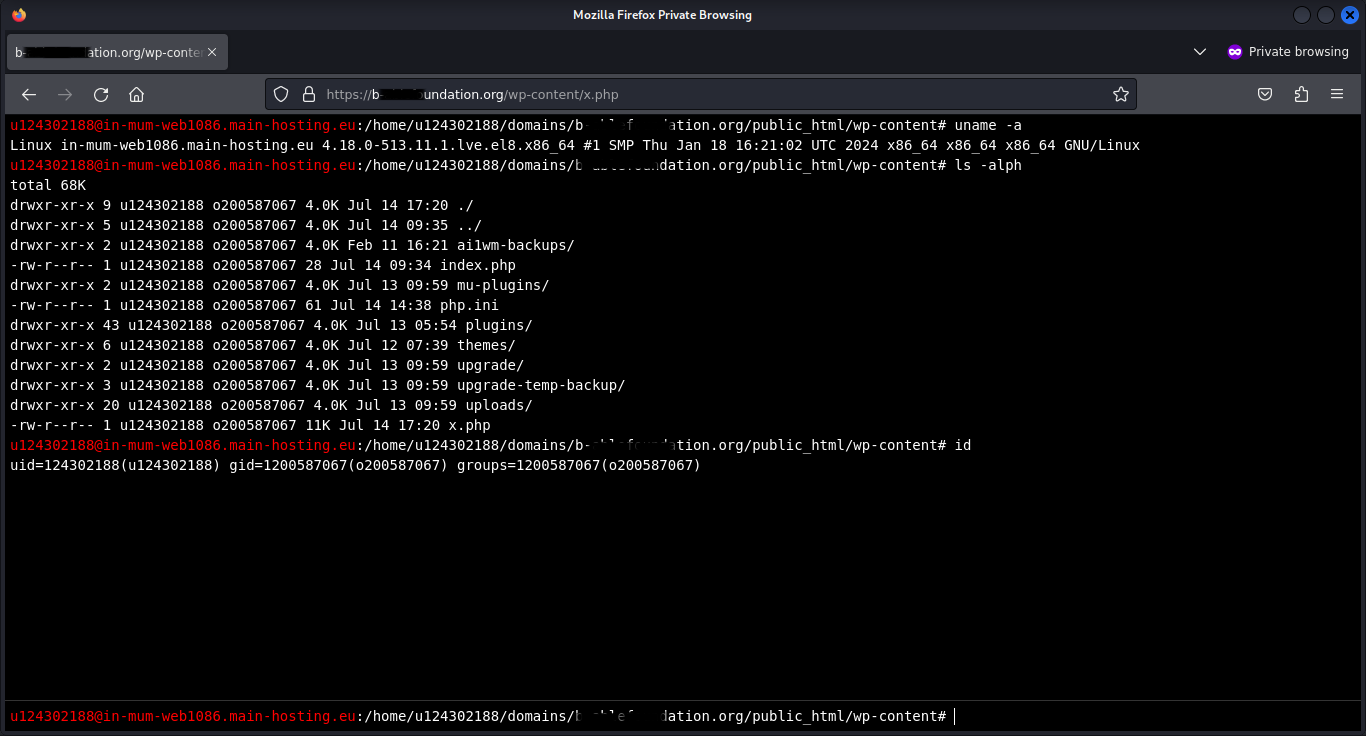 Mozilla Firefox Private Browsing
b- ation.org/wp-conte
Private browsing
https://b- undation.org/wp-content/x.php
u124302188@in-mum-web1086.main-hosting.eu:/home/u124302188/domains/b- dation.org/public_html/wp-content# uname -a
Linux in-mum-web1086.main-hosting.eu 4.18.0-513.11.1.lve.el8.x86_64 #1 SMP Thu Jan 18 16:21:02 UTC 2024 x86_64 x86_64 x86_64 GNU/Linux
u124302188@in-mum-web1086.main-hosting.eu:/home/u124302188/domains/b dation.org/public_html/wp-content# ls -alph
total 68K
drwxr-xr-x 9 u124302188 o200587067 4.0K Jul 14 17:20 ./
drwxr-xr-x 5 u124302188 o200587067 4.0K Jul 14 09:35 ../
drwxr-xr-x 2 u124302188 o200587067 4.0K Feb 11 16:21 ai1wm-backups/
-rw-r--r-- 1 u124302188 o200587067 28 Jul 14 09:34 index.php
drwxr-xr-x 2 u124302188 o200587067 4.0K Jul 13 09:59 mu-plugins/
-rw-r--r-- 1 u124302188 o200587067 61 Jul 14 14:38 php.ini
drwxr-xr-x 43 u124302188 o200587067 4.0K Jul 13 05:54 plugins/
drwxr-xr-x 6 u124302188 o200587067 4.0K Jul 12 07:39 themes/
drwxr-xr-x 2 u124302188 o200587067 4.0K Jul 13 09:59 upgrade/
drwxr-xr-x 3 u124302188 o200587067 4.0K Jul 13 09:59 upgrade-temp-backup/
drwxr-xr-x 20 u124302188 o200587067 4.0K Jul 13 09:59 uploads/
-rw-r--r-- 1 u124302188 o200587067 11K Jul 14 17:20 x.php
u124302188@in-mum-web1086.main-hosting.eu:/home/u124302188/domains/b- dation.org/public_html/wp-content# id
uid=124302188(u124302188) gid=1200587067(o200587067) groups=1200587067(o200587067)
u124302188@in-mum-web1086.main-hosting.eu:/home/u124302188/domains/b dation.org/public_html/wp-content#